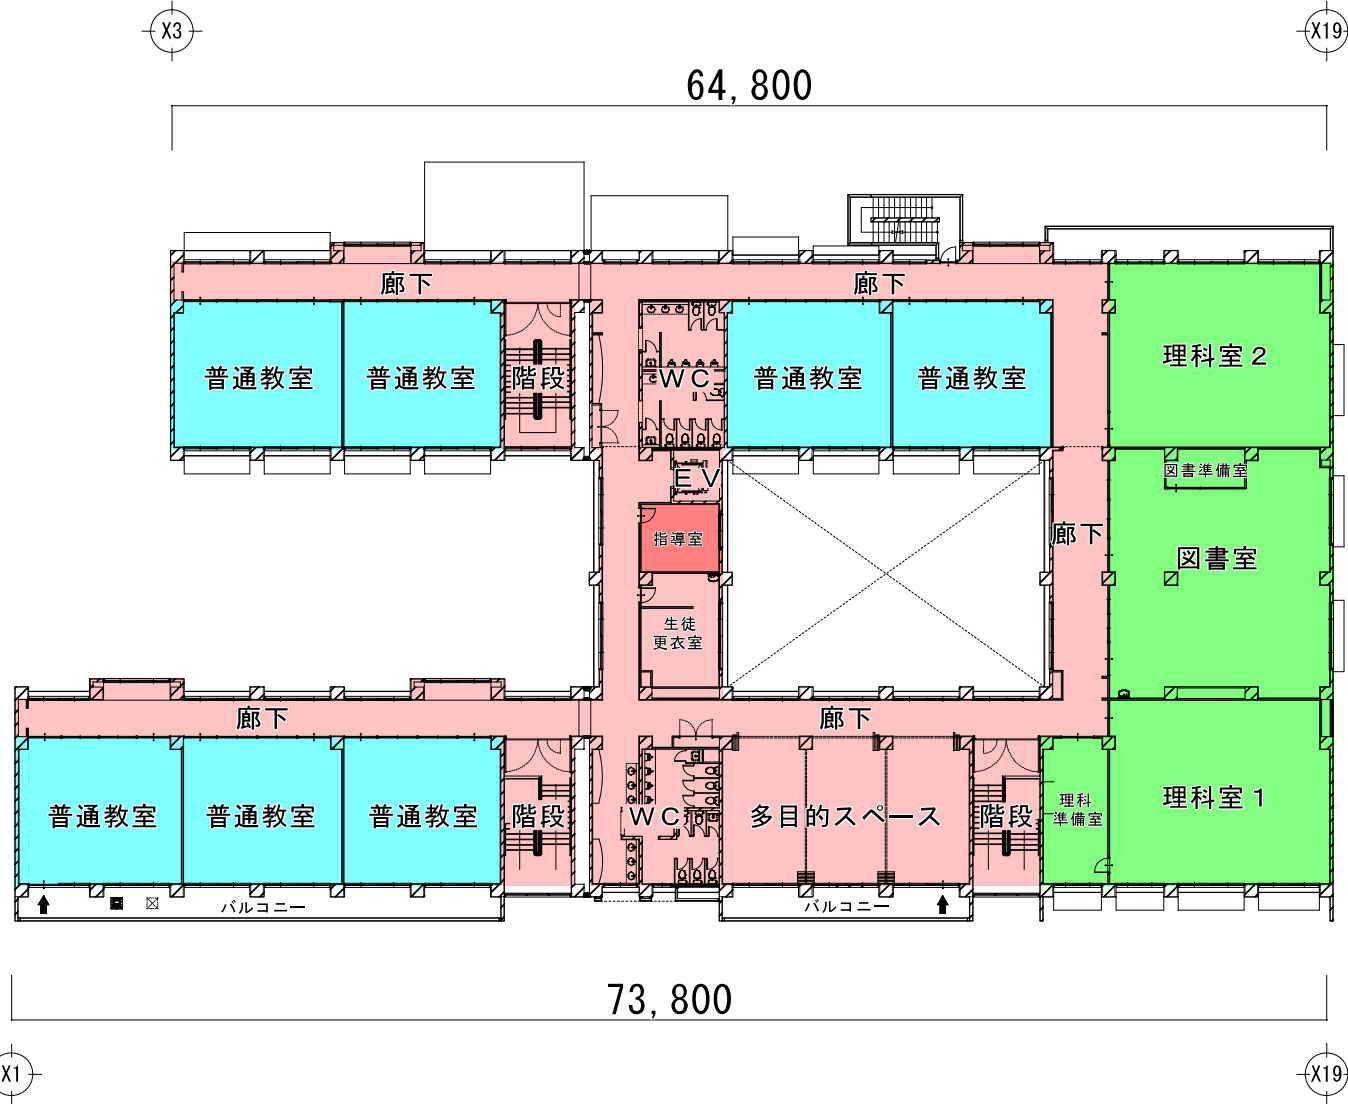 X3
X19
64,800
廊下
廊下
普通教室
普通教室
階段
WC
普通教室
普通教室
理科室2
EV
図書準備室
指導室
廊下
図書室
生徒
更衣室
廊下
廊下
普通教室
普通教室
普通教室
階段
WC
多目的スペース
階段
理科
準備室
理科室1
バルコニー
バルコニー
73,800
X1
X19